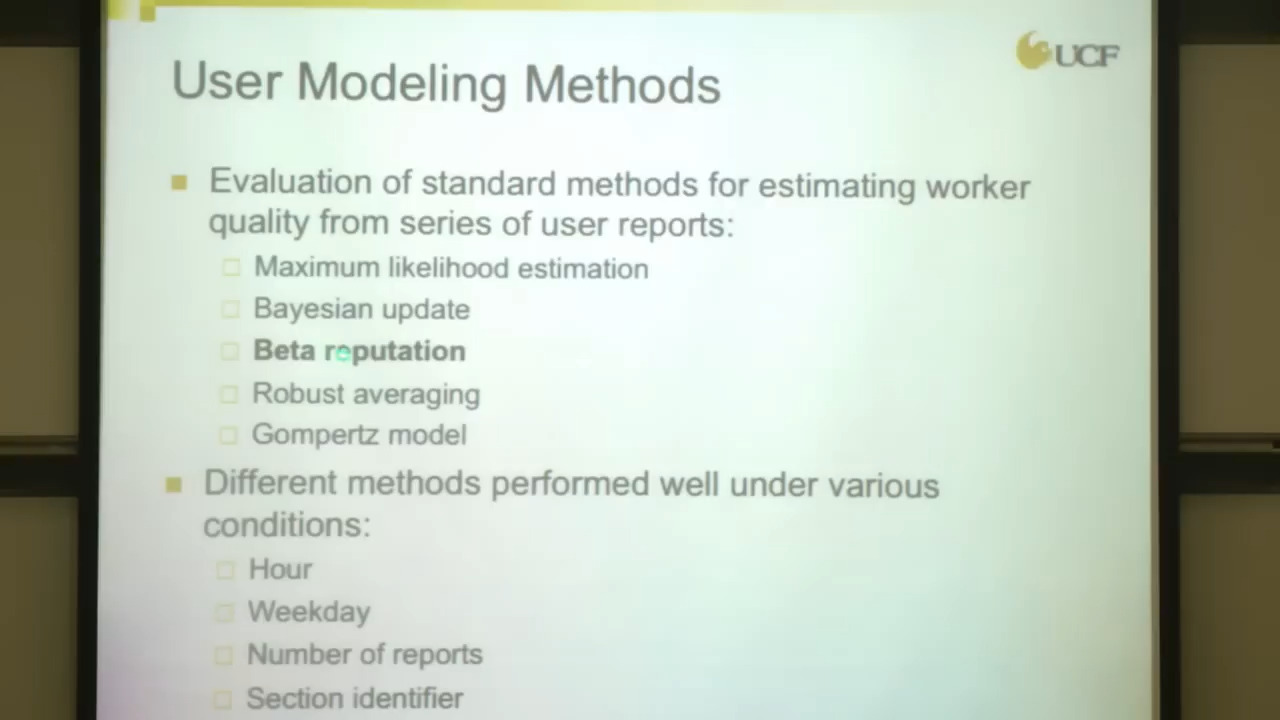 UCF
User Modeling Methods
Evaluation of standard methods for estimating worker
quality from series of user reports:
Maximum likelihood estimation
Bayesian update
Beta reputation
Robust averaging
Gompertz model
Different methods performed well under various
conditions:
Hour
Weekday
Number of reports
Section identifier